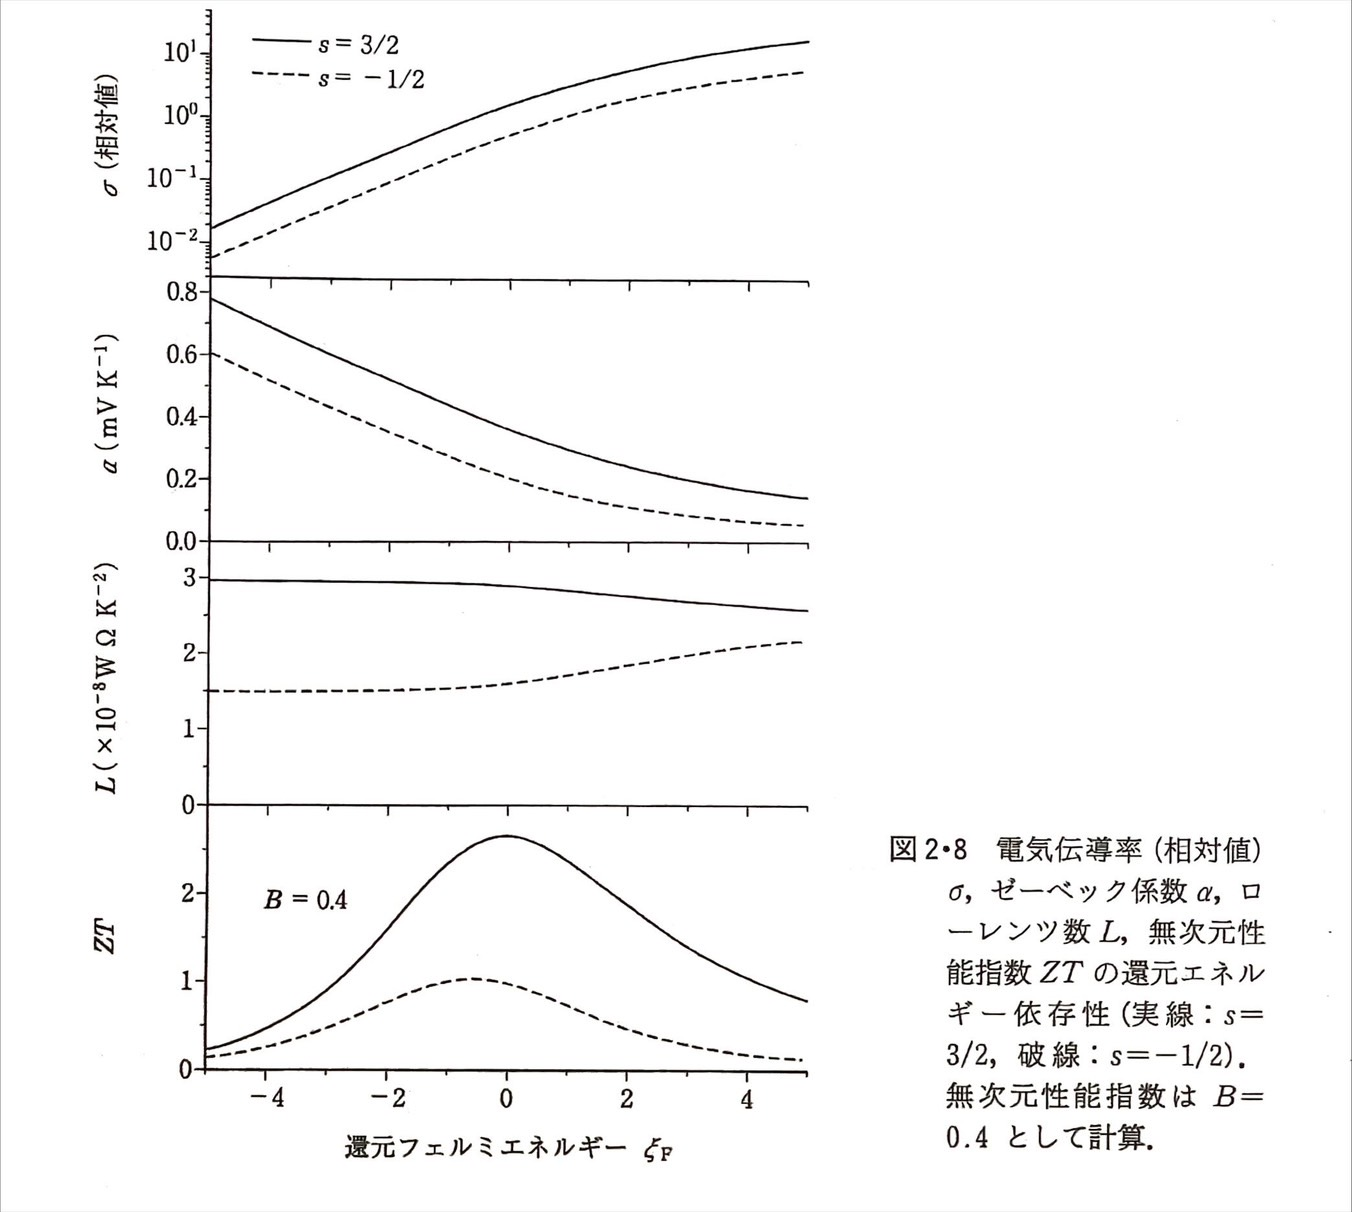 s = 3/2
s = −1/2
10¹
10⁰
10⁻¹
10⁻²
σ (相対値)
0.8
0.6
0.4
0.2
0.0
α (mV K⁻¹)
3
2
1
0
L (×10⁻⁸W Ω K⁻²)
B = 0.4
2
1
0
ZT
−4 −2 0 2 4
還元フェルミエネルギー ξF
図2・8 電気伝導率 (相対値)
σ, ゼーベック係数 α, ロ
ーレンツ数 L, 無次元性
能指数 ZT の還元エネル
ギー依存性 (実線：s=
3/2, 破線：s=−1/2).
無次元性能指数は B=
0.4 として計算.